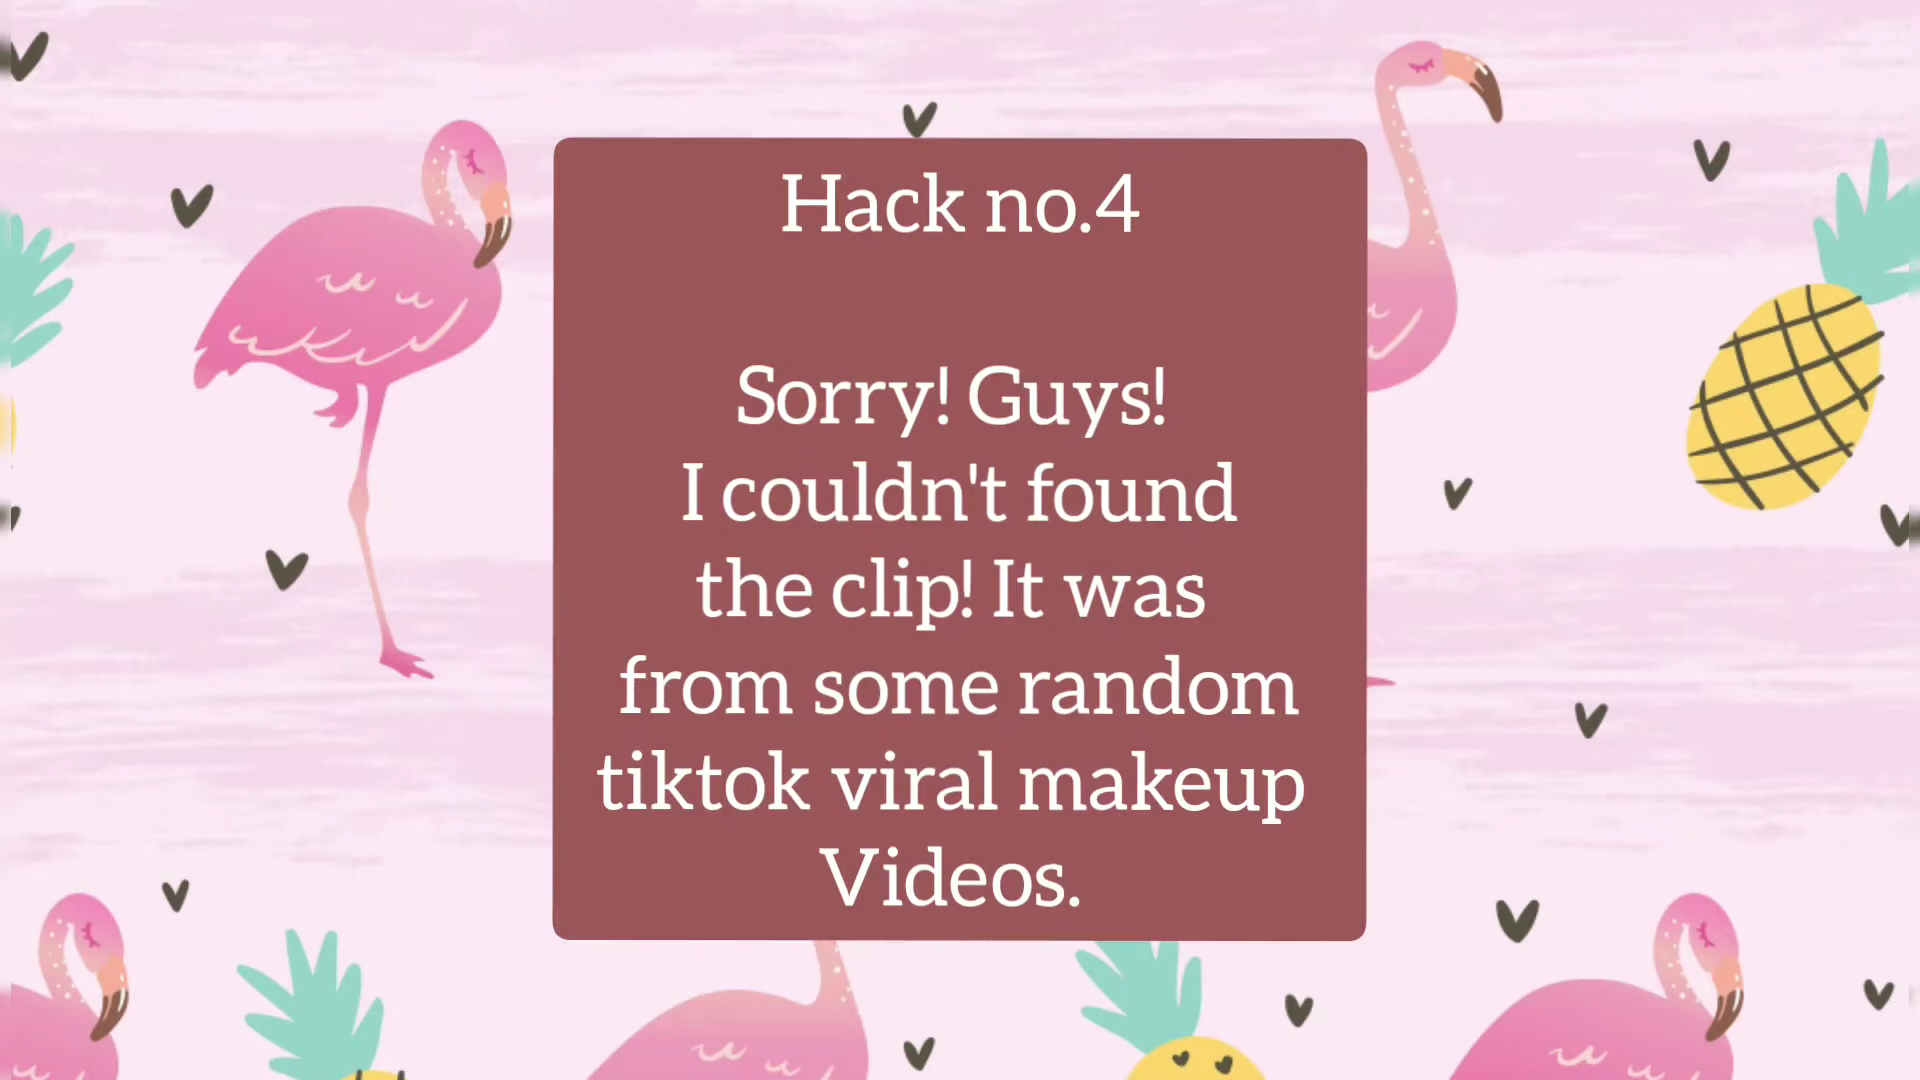 Hack no.4
Sorry! Guys!
I couldn't found
the clip! It was
from some random
tiktok viral makeup
Videos.